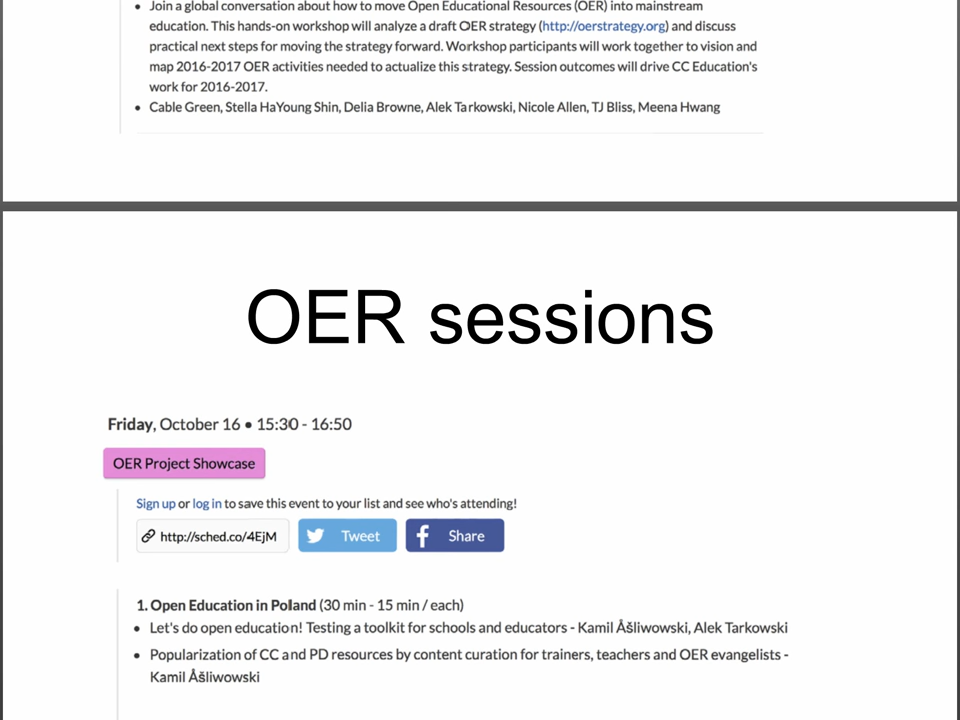 Join a global conversation about how to move Open Educational Resources (OER) into mainstream
education. This hands-on workshop will analyze a draft OER strategy (http://oerstrategy.org) and discuss
practical next steps for moving the strategy forward. Workshop participants will work together to vision and
map 2016-2017 OER activities needed to actualize this strategy. Session outcomes will drive CC Education's
work for 2016-2017.
Cable Green, Stella HaYoung Shin, Delia Browne, Alek Tarkowski, Nicole Allen, TJ Bliss, Meena Hwang
OER sessions
Friday, October 16 • 15:30 - 16:50
OER Project Showcase
Sign up or log in to save this event to your list and see who's attending!
http://sched.co/4EjM Tweet Share
1. Open Education in Poland (30 min - 15 min / each)
• Let's do open education! Testing a toolkit for schools and educators - Kamil Åšliwowski, Alek Tarkowski
• Popularization of CC and PD resources by content curation for trainers, teachers and OER evangelists -
Kamil Åšliwowski